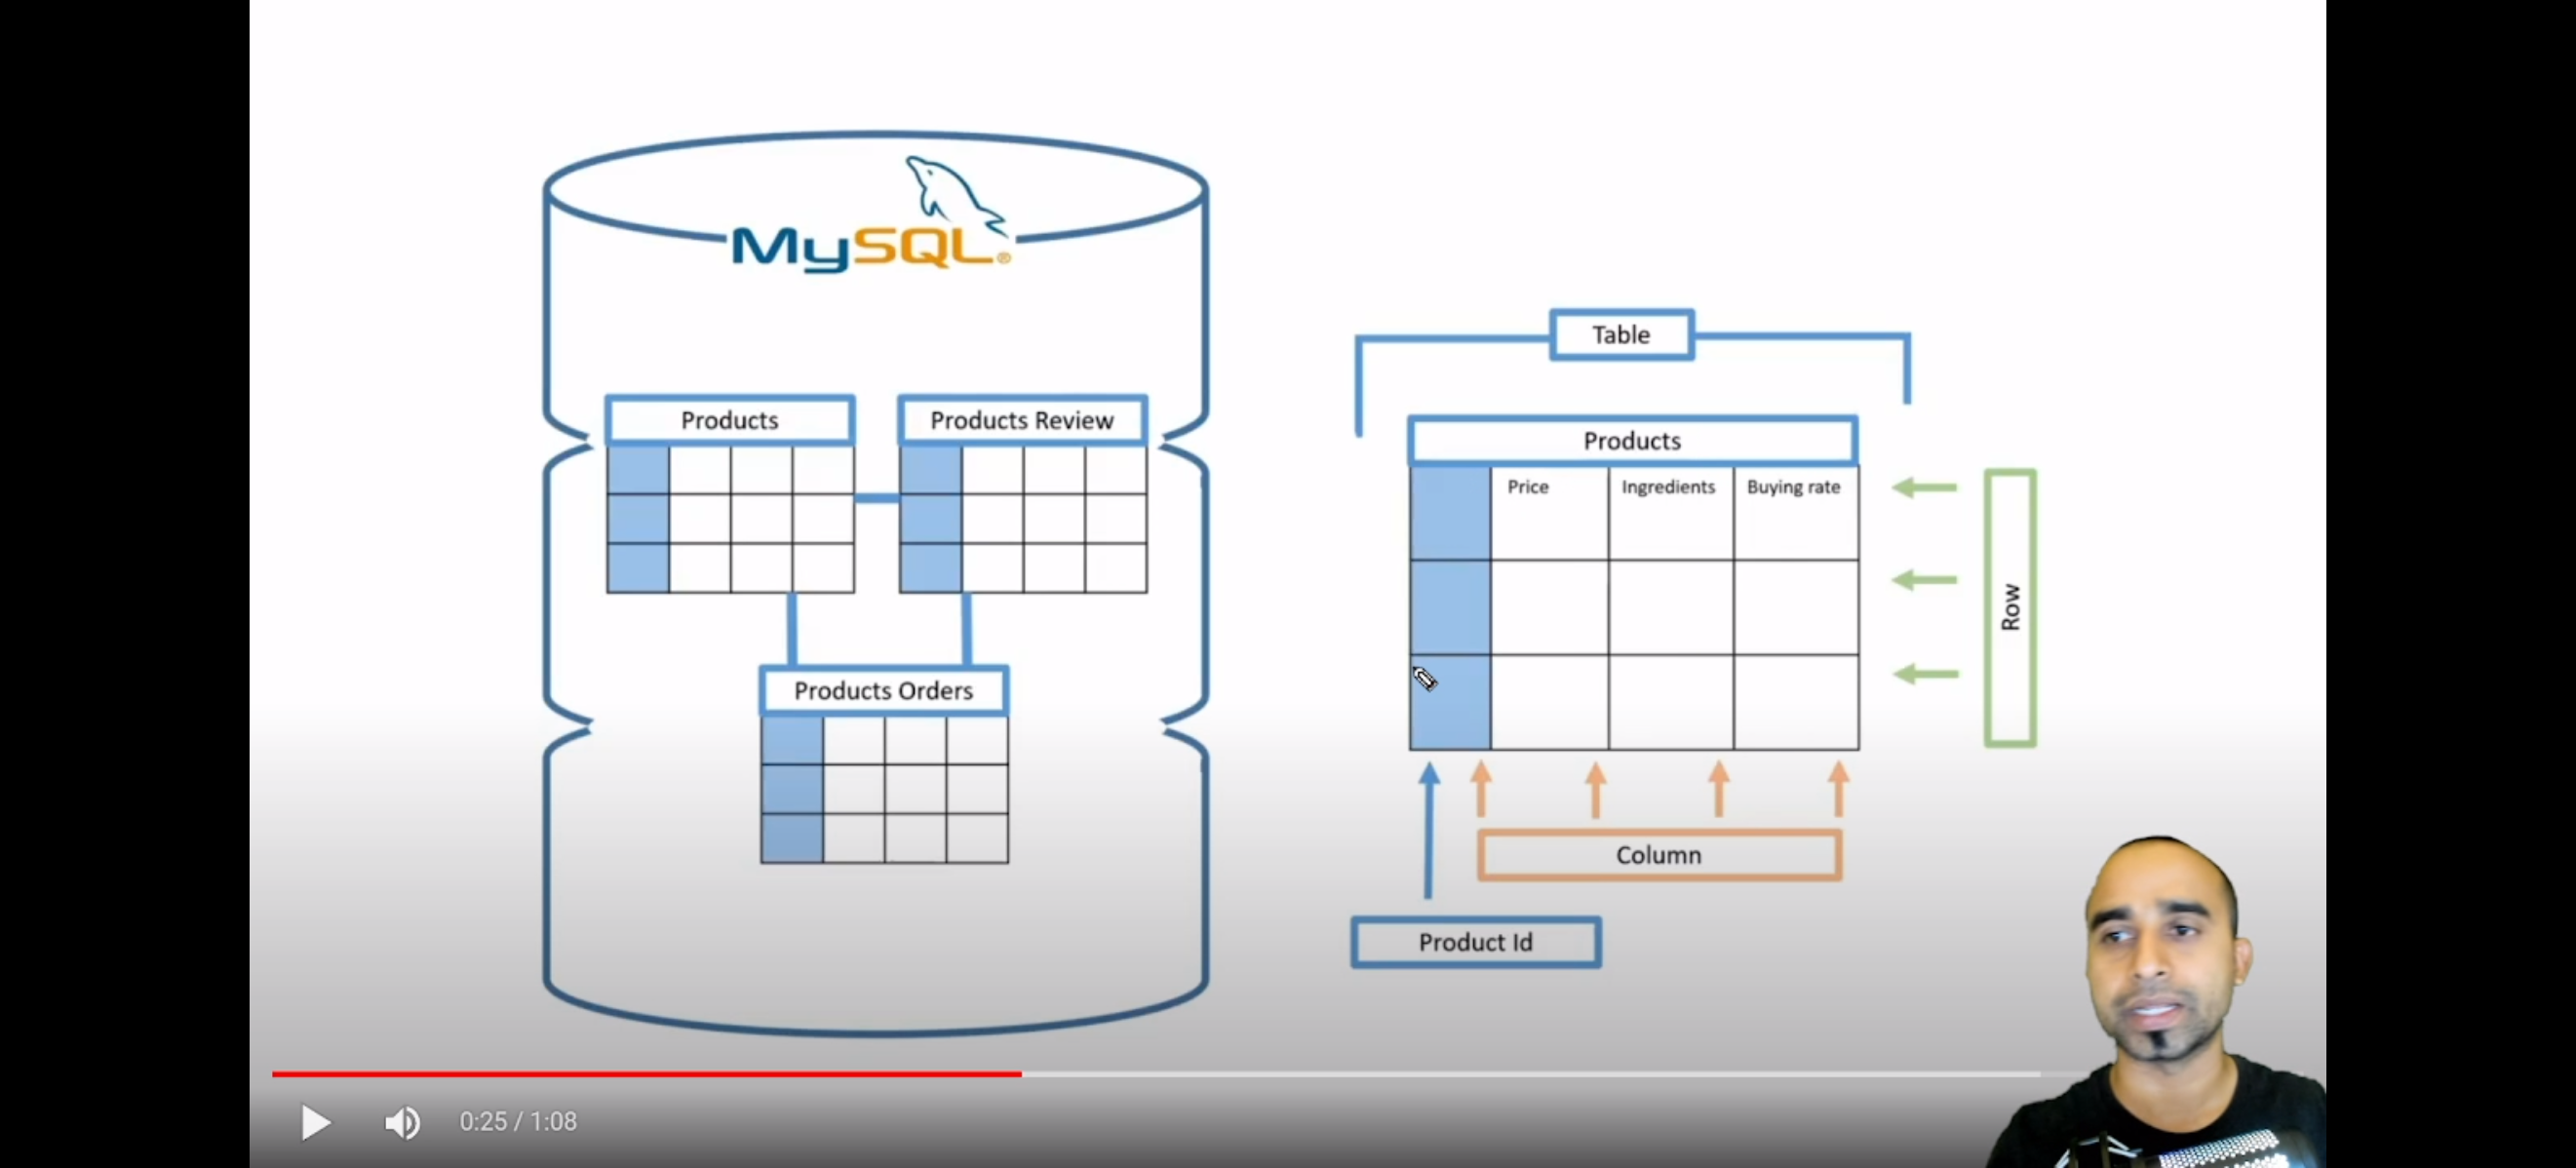 MySQL®
Products
Products Review
Products Orders
Table
Products
Price
Ingredients
Buying rate
Row
Column
Product Id
0:25 / 1:08